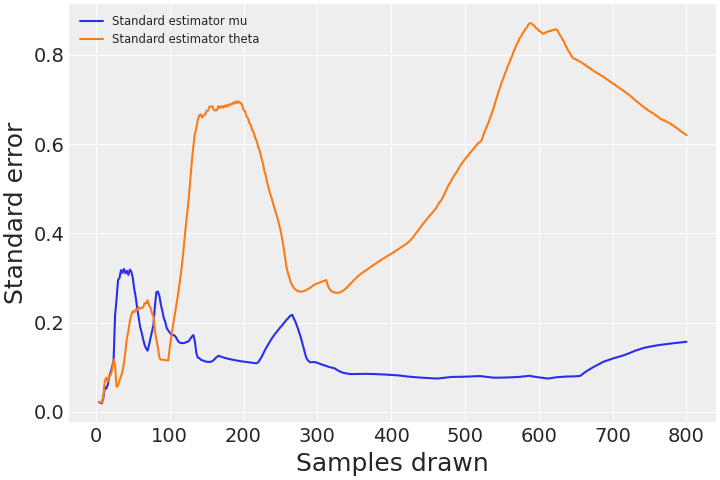 Standard estimator mu
Standard estimator theta
0.8
0.6
0.4
0.2
0.0
Standard error
0 100 200 300 400 500 600 700 800
Samples drawn